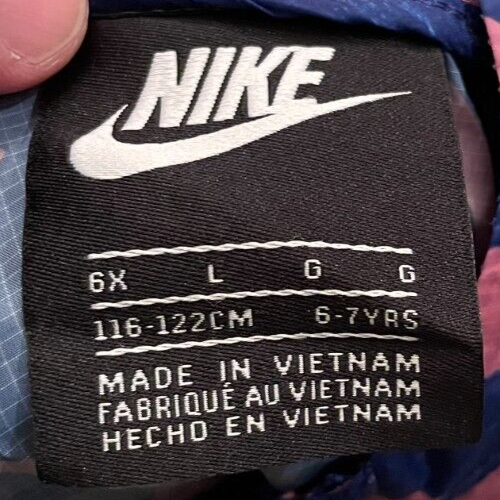 NIKE
6X L G G
116-122CM 6-7YRS
MADE IN VIETNAM
FABRIQUÉ AU VIETNAM
HECHO EN VIETNAM